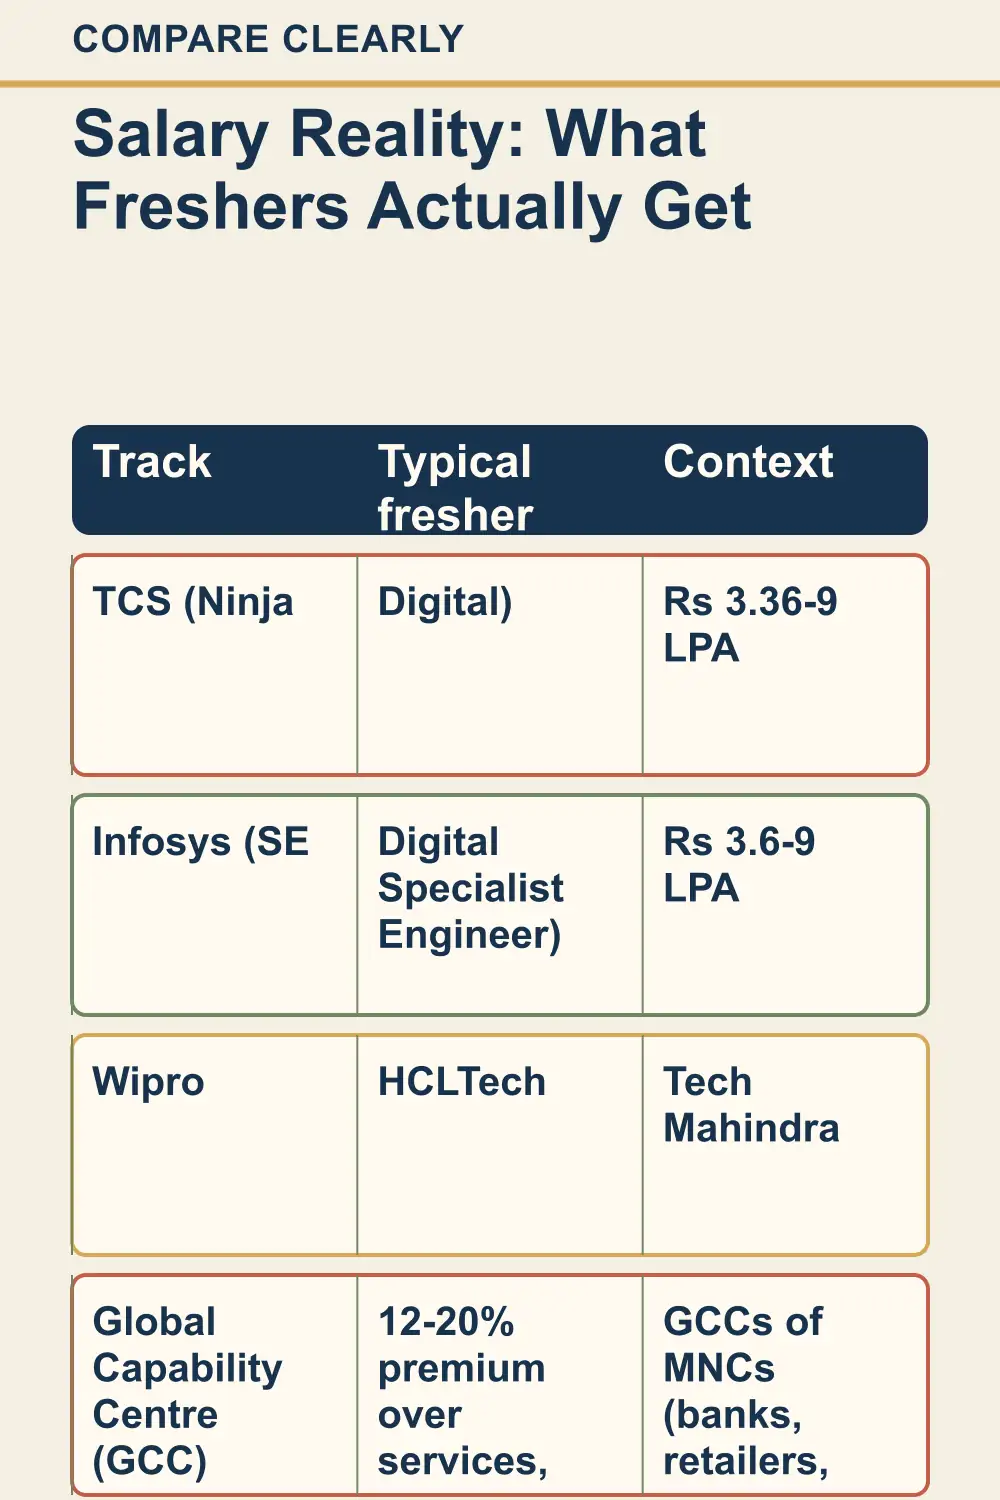 COMPARE CLEARLY
Salary Reality: What
Freshers Actually Get
Track
Typical
fresher
Context
TCS (Ninja
Digital)
Rs 3.36-9
LPA
Infosys (SE
Digital
Specialist
Engineer)
Rs 3.6-9
LPA
Wipro
HCLTech
Tech
Mahindra
Global
Capability
Centre
(GCC)
12-20%
premium
over
services,
GCCs of
MNCs
(banks,
retailers,